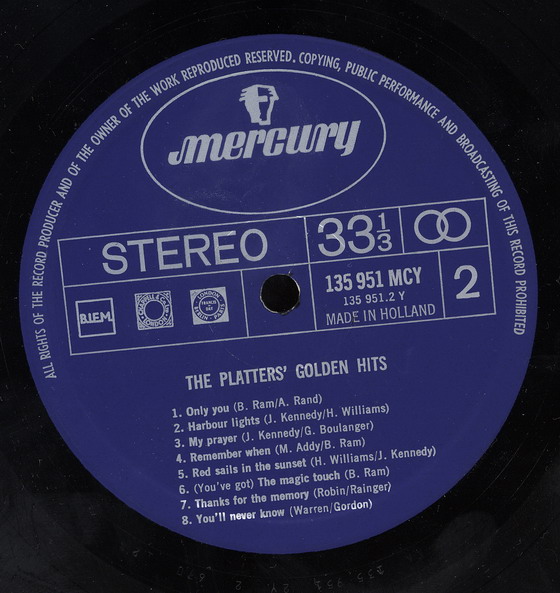 ALL RIGHTS OF THE RECORD PRODUCER AND OF THE OWNER OF THE WORK REPRODUCED RESERVED. COPYING, PUBLIC PERFORMANCE AND BROADCASTING OF THIS RECORD PROHIBITED
mercury
STEREO
33⅓
B.I.E.M.
135 951 MCY
135 951.2 Y
MADE IN HOLLAND
2
THE PLATTERS' GOLDEN HITS
1. Only you (B. Ram/A. Rand)
2. Harbour lights (J. Kennedy/H. Williams)
3. My prayer (J. Kennedy/G. Boulanger)
4. Remember when (M. Addy/B. Ram)
5. Red sails in the sunset (H. Williams/J. Kennedy)
6. (You've got) The magic touch (B. Ram)
7. Thanks for the memory (Robin/Rainger)
8. You'll never know (Warren/Gordon)